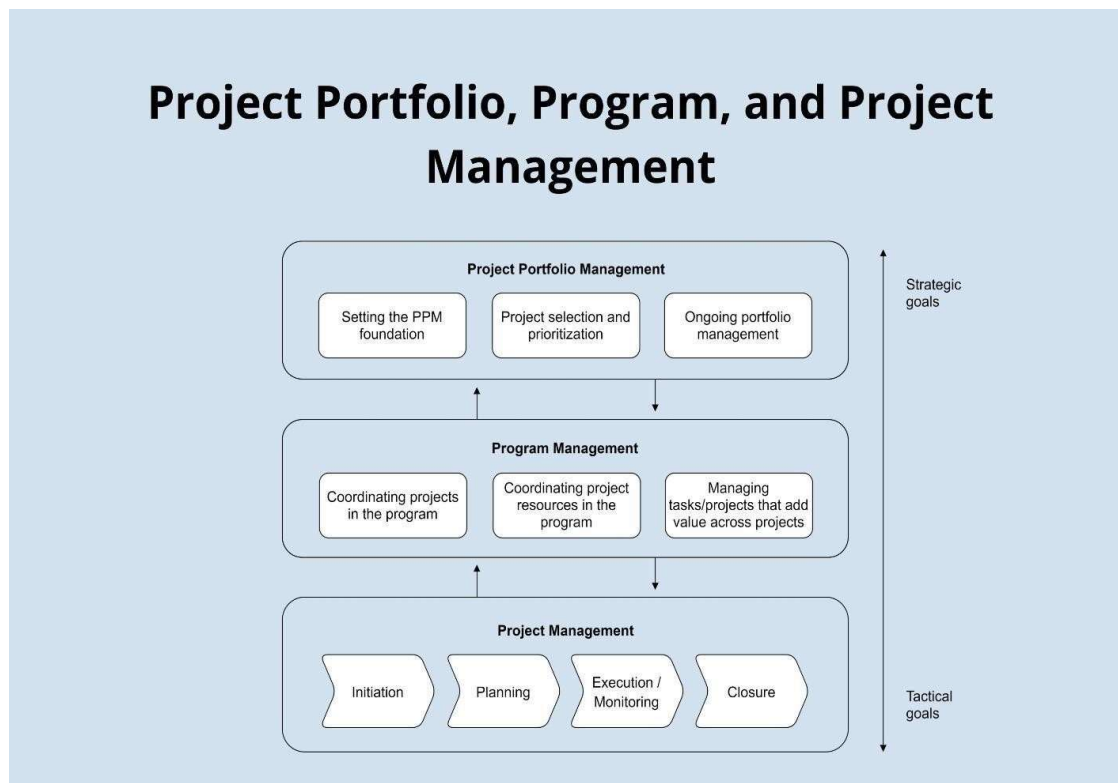 Project Portfolio, Program, and Project
Management
Project Portfolio Management
Setting the PPM
foundation
Project selection and
prioritization
Ongoing portfolio
management
Strategic
goals
Program Management
Coordinating projects
in the program
Coordinating project
resources in the
program
Managing
tasks/projects that add
value across projects
Project Management
Initiation
Planning
Execution /
Monitoring
Closure
Tactical
goals